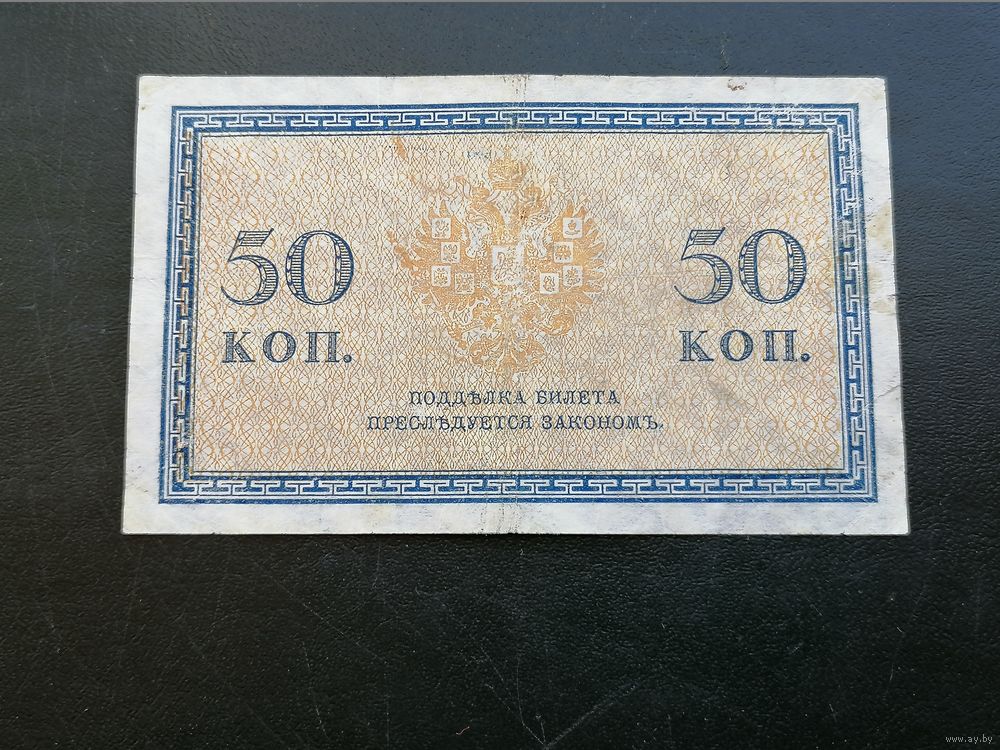 50 50
КОП. КОП.
ПОДДѢЛКА БИЛЕТА
ПРЕСЛѢДУЕТСЯ ЗАКОНОМЪ.
www.ay.by